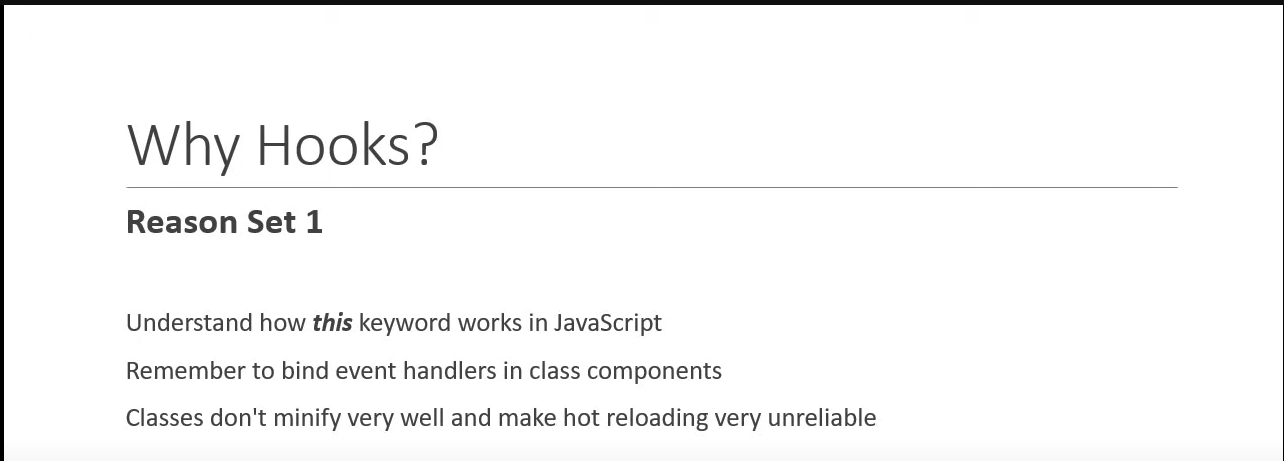 Why Hooks?
Reason Set 1
Understand how this keyword works in JavaScript
Remember to bind event handlers in class components
Classes don't minify very well and make hot reloading very unreliable